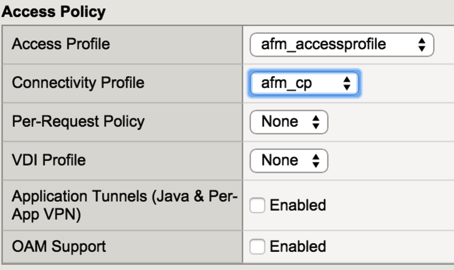 Access Policy
Access Profile
afm_accessprofile
Connectivity Profile
afm_cp
Per-Request Policy
None
VDI Profile
None
Application Tunnels (Java & Per-
App VPN)
Enabled
OAM Support
Enabled